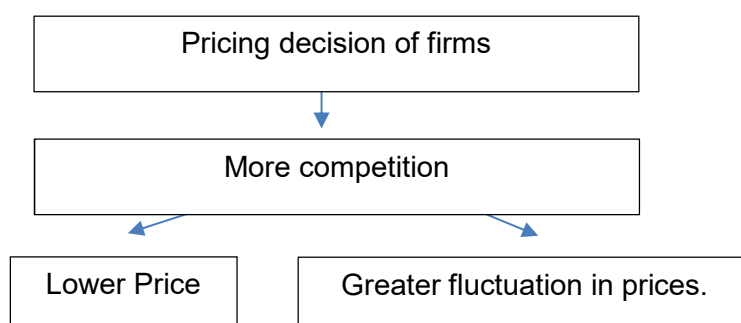 Pricing decision of firms
More competition
Lower Price
Greater fluctuation in prices.